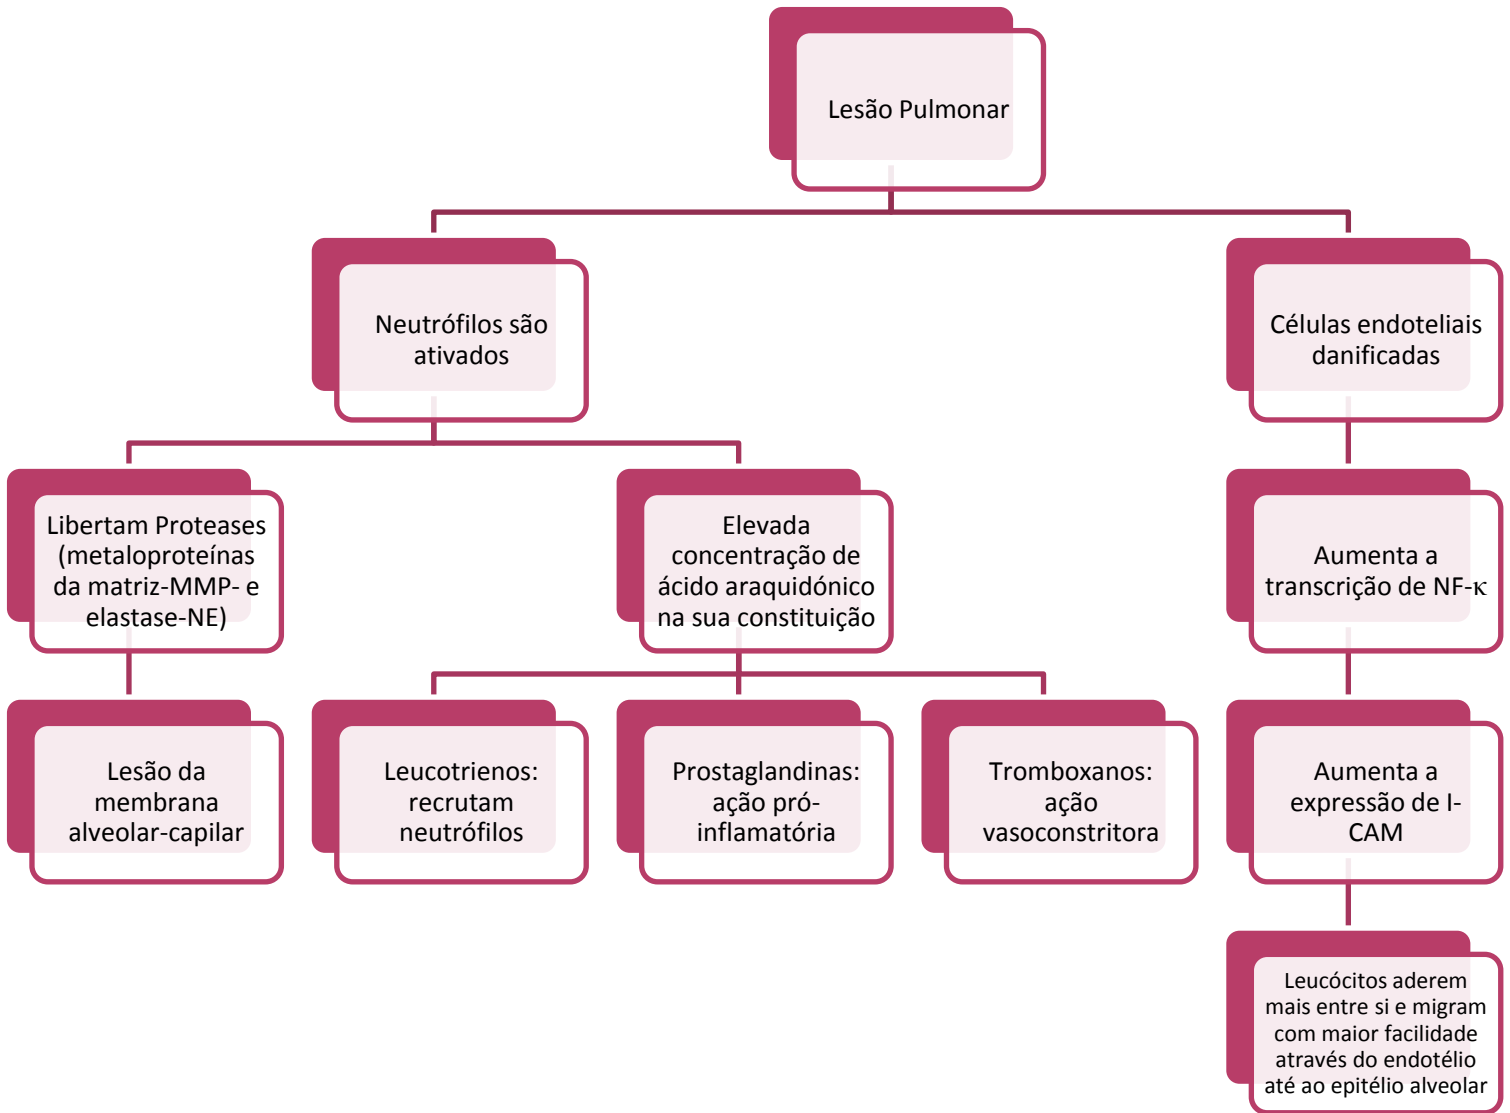 Lesão Pulmonar
Neutrófilos são
ativados
Células endoteliais
danificadas
Libertam Proteases
(metaloproteínas
da matriz-MMP- e
elastase-NE)
Elevada
concentração de
ácido araquidónico
na sua constituição
Aumenta a
transcrição de NF-κ
Lesão da
membrana
alveolar-capilar
Leucotrienos:
recrutam
neutrófilos
Prostaglandinas:
ação pró-
inflamatória
Tromboxanos:
ação
vasoconstritora
Aumenta a
expressão de I-
CAM
Leucócitos aderem
mais entre si e migram
com maior facilidade
através do endotélio
até ao epitélio alveolar